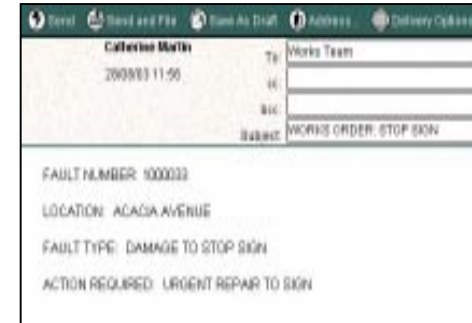 Send Send and File Save As Draft Address Delivery Options
Catherine Martin
28/08/03 11:56
To: Works Team
cc:
bcc:
Subject: WORKS ORDER: STOP SIGN
FAULT NUMBER: 1000033
LOCATION: ACACIA AVENUE
FAULT TYPE: DAMAGE TO STOP SIGN
ACTION REQUIRED: URGENT REPAIR TO SIGN